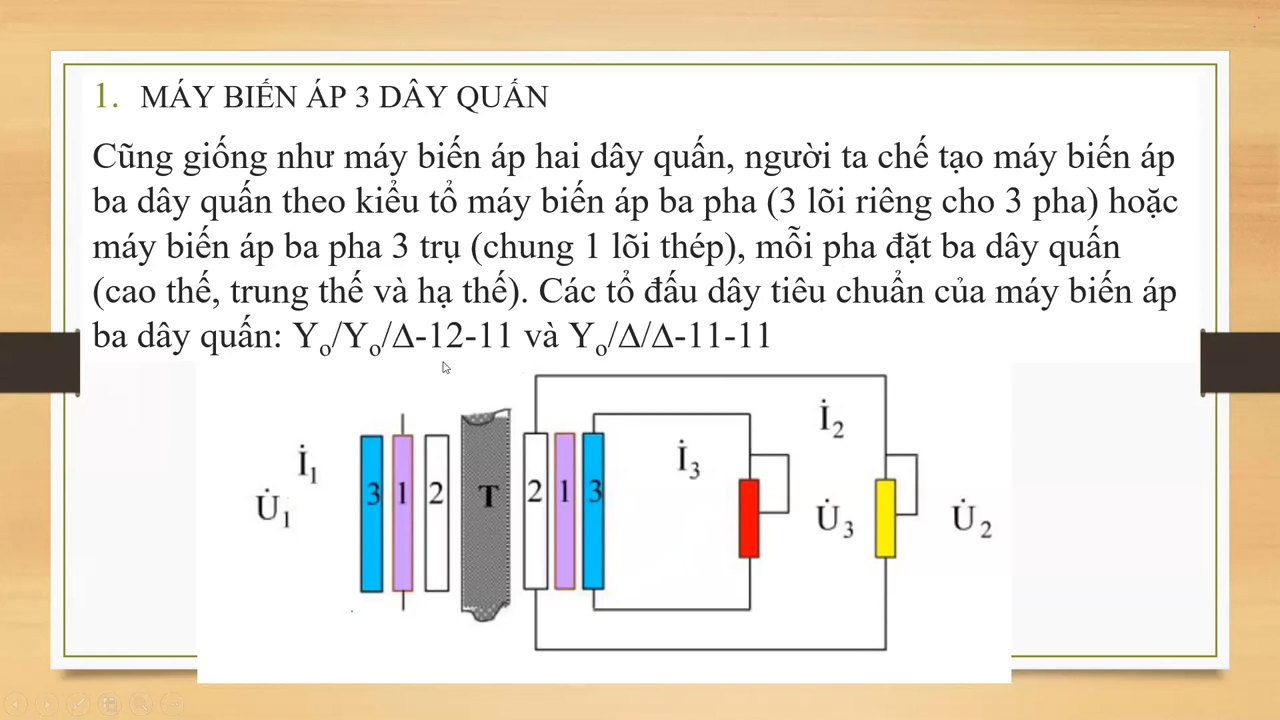 1. MÁY BIẾN ÁP 3 DÂY QUẤN
Cũng giống như máy biến áp hai dây quấn, người ta chế tạo máy biến áp
ba dây quấn theo kiểu tổ máy biến áp ba pha (3 lõi riêng cho 3 pha) hoặc
máy biến áp ba pha 3 trụ (chung 1 lõi thép), mỗi pha đặt ba dây quấn
(cao thế, trung thế và hạ thế). Các tổ đấu dây tiêu chuẩn của máy biến áp
ba dây quấn: Yₒ/Yₒ/Δ-12-11 và Yₒ/Δ/Δ-11-11
İ₂
İ₁
İ₃
3 1 2 T 2 1 3
U̇₁
U̇₃
U̇₂